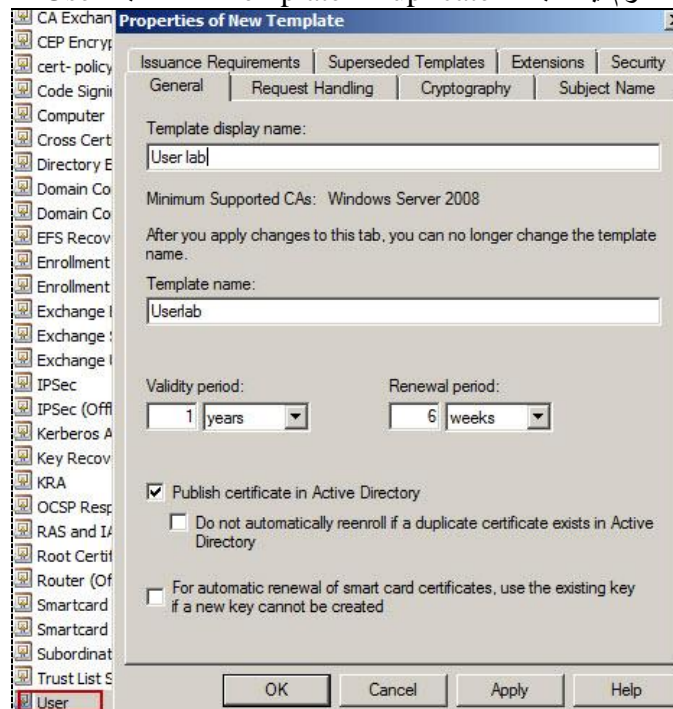 CA Exchan
CEP Encryp
cert- policy
Code Signi
Computer
Cross Cert
Directory E
Domain Co
Domain Co
EFS Recov
Enrollment
Enrollment
Exchange
Exchange
Exchange
IPSec
IPSec (Offl
Kerberos A
Key Recov
KRA
OCSP Resp
RAS and IA
Root Certif
Router (Of
Smartcard
Smartcard
Subordinat
Trust List S
User
Properties of New Template
Issuance Requirements Superseded Templates Extensions Security
General Request Handling Cryptography Subject Name
Template display name:
User lab
Minimum Supported CAs: Windows Server 2008
After you apply changes to this tab, you can no longer change the template
name.
Template name:
Userlab
Validity period: Renewal period:
1 years 6 weeks
Publish certificate in Active Directory
Do not automatically reenroll if a duplicate certificate exists in Active
Directory
For automatic renewal of smart card certificates, use the existing key
if a new key cannot be created
OK Cancel Apply Help